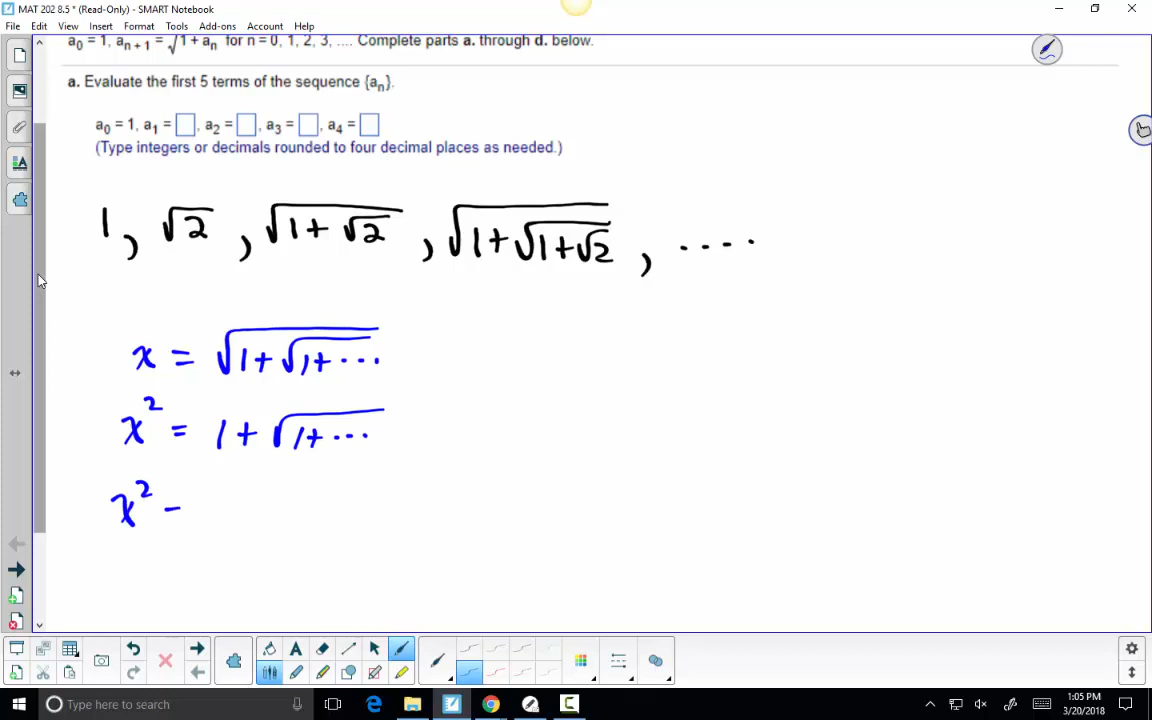 MAT 202 8.5 * (Read-Only) - SMART Notebook
File Edit View Insert Format Tools Add-ons Account Help
a₀ = 1, aₙ₊₁ = √(1 + aₙ) for n = 0, 1, 2, 3, .... Complete parts a. through d. below.
a. Evaluate the first 5 terms of the sequence {aₙ}.
a₀ = 1, a₁ = □, a₂ = □, a₃ = □, a₄ = □
(Type integers or decimals rounded to four decimal places as needed.)
1, √2, √(1+√2), √(1+√(1+√2)), ....
x = √(1+√(1+...
x² = 1+√(1+...
x² -
Type here to search
1:05 PM
3/20/2018